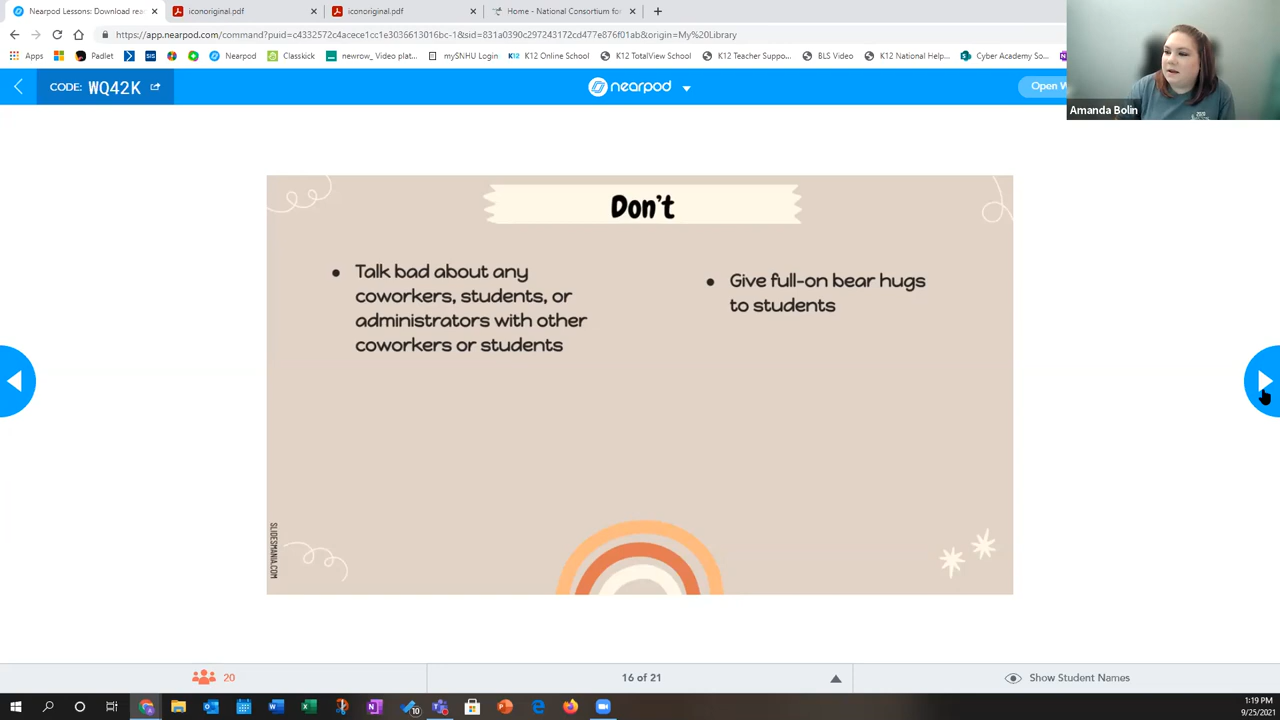 Nearpod Lessons: Download rea
iconoriginal.pdf
iconoriginal.pdf
Home - National Consortium for
https://app.nearpod.com/command?puid=c4332572c4acece1cc1e3036613016bc-1&sid=831a0390c297243172cd477e876f01ab&origin=My%20Library
Apps
Padlet
SIS
Nearpod
Classkick
newrow_ Video plat...
mySNHU Login
K12 Online School
K12 TotalView School
K12 Teacher Suppo...
BLS Video
K12 National Help...
Cyber Academy So...
CODE: WQ42K
nearpod
Open W
Amanda Bolin
Don't
• Talk bad about any
coworkers, students, or
administrators with other
coworkers or students
• Give full-on bear hugs
to students
SLIDESMANIA.COM
20
16 of 21
Show Student Names
1:19 PM
9/25/2021